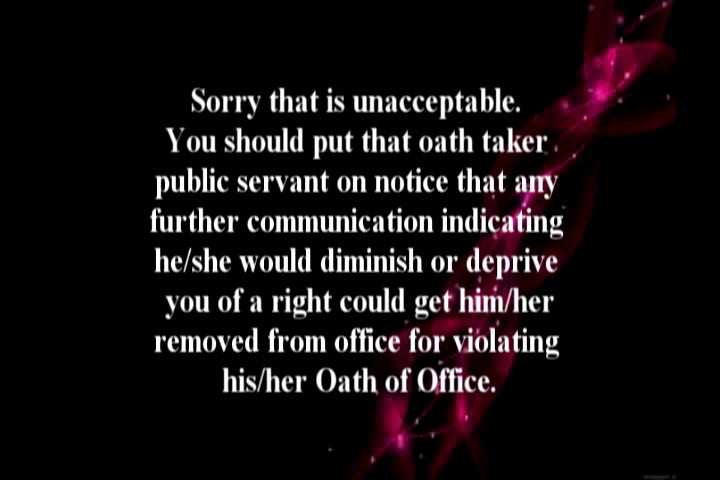 Sorry that is unacceptable.
You should put that oath taker
public servant on notice that any
further communication indicating
he/she would diminish or deprive
you of a right could get him/her
removed from office for violating
his/her Oath of Office.